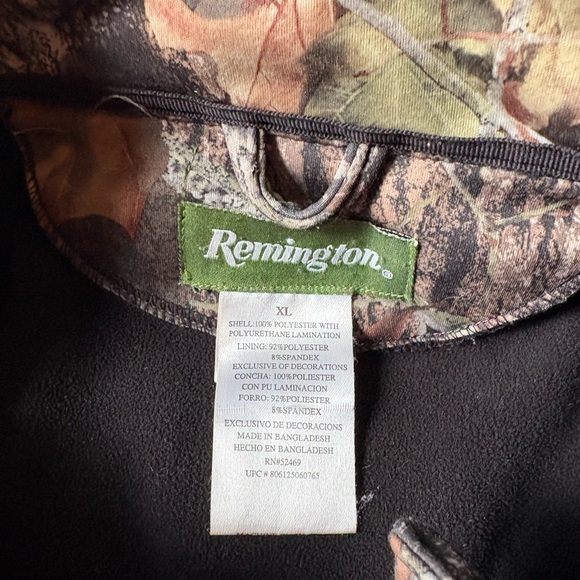 Remington®
XL
SHELL:100% POLYESTER WITH
POLYURETHANE LAMINATION
LINING: 92%POLYESTER
8%SPANDEX
EXCLUSIVE OF DECORATIONS
CONCHA: 100%POLIESTER
CON PU LAMINACION
FORRO: 92%POLIESTER
8%SPANDEX
EXCLUSIVO DE DECORACIONS
MADE IN BANGLADESH
HECHO EN BANGLADESH
RN#52469
UPC # 806125060765